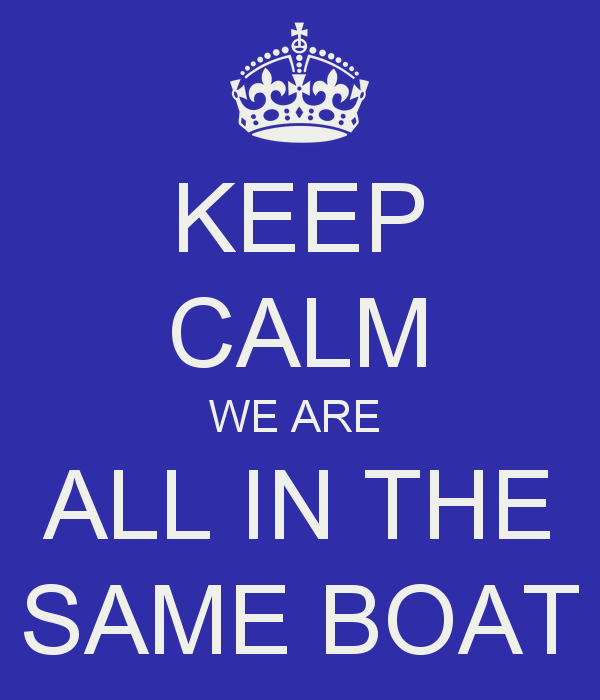 KEEP
CALM
WE ARE
ALL IN THE
SAME BOAT